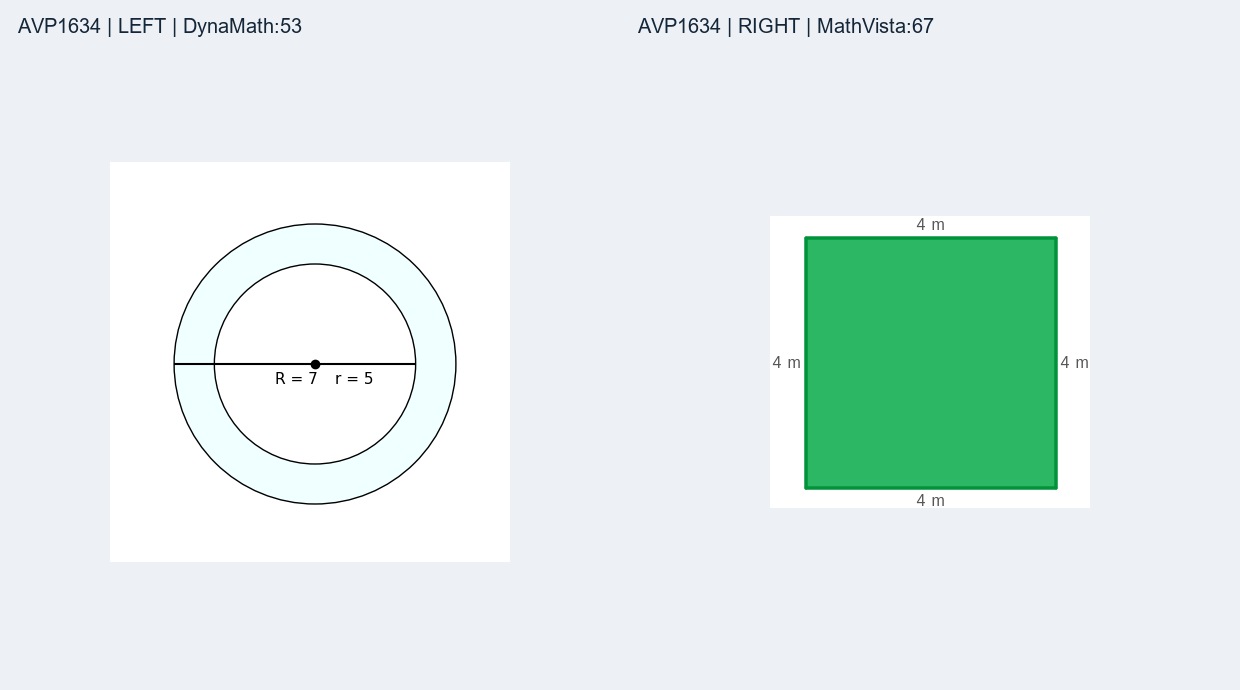 AVP1634 | LEFT | DynaMath:53
AVP1634 | RIGHT | MathVista:67
R = 7 r = 5
4 m
4 m 4 m
4 m